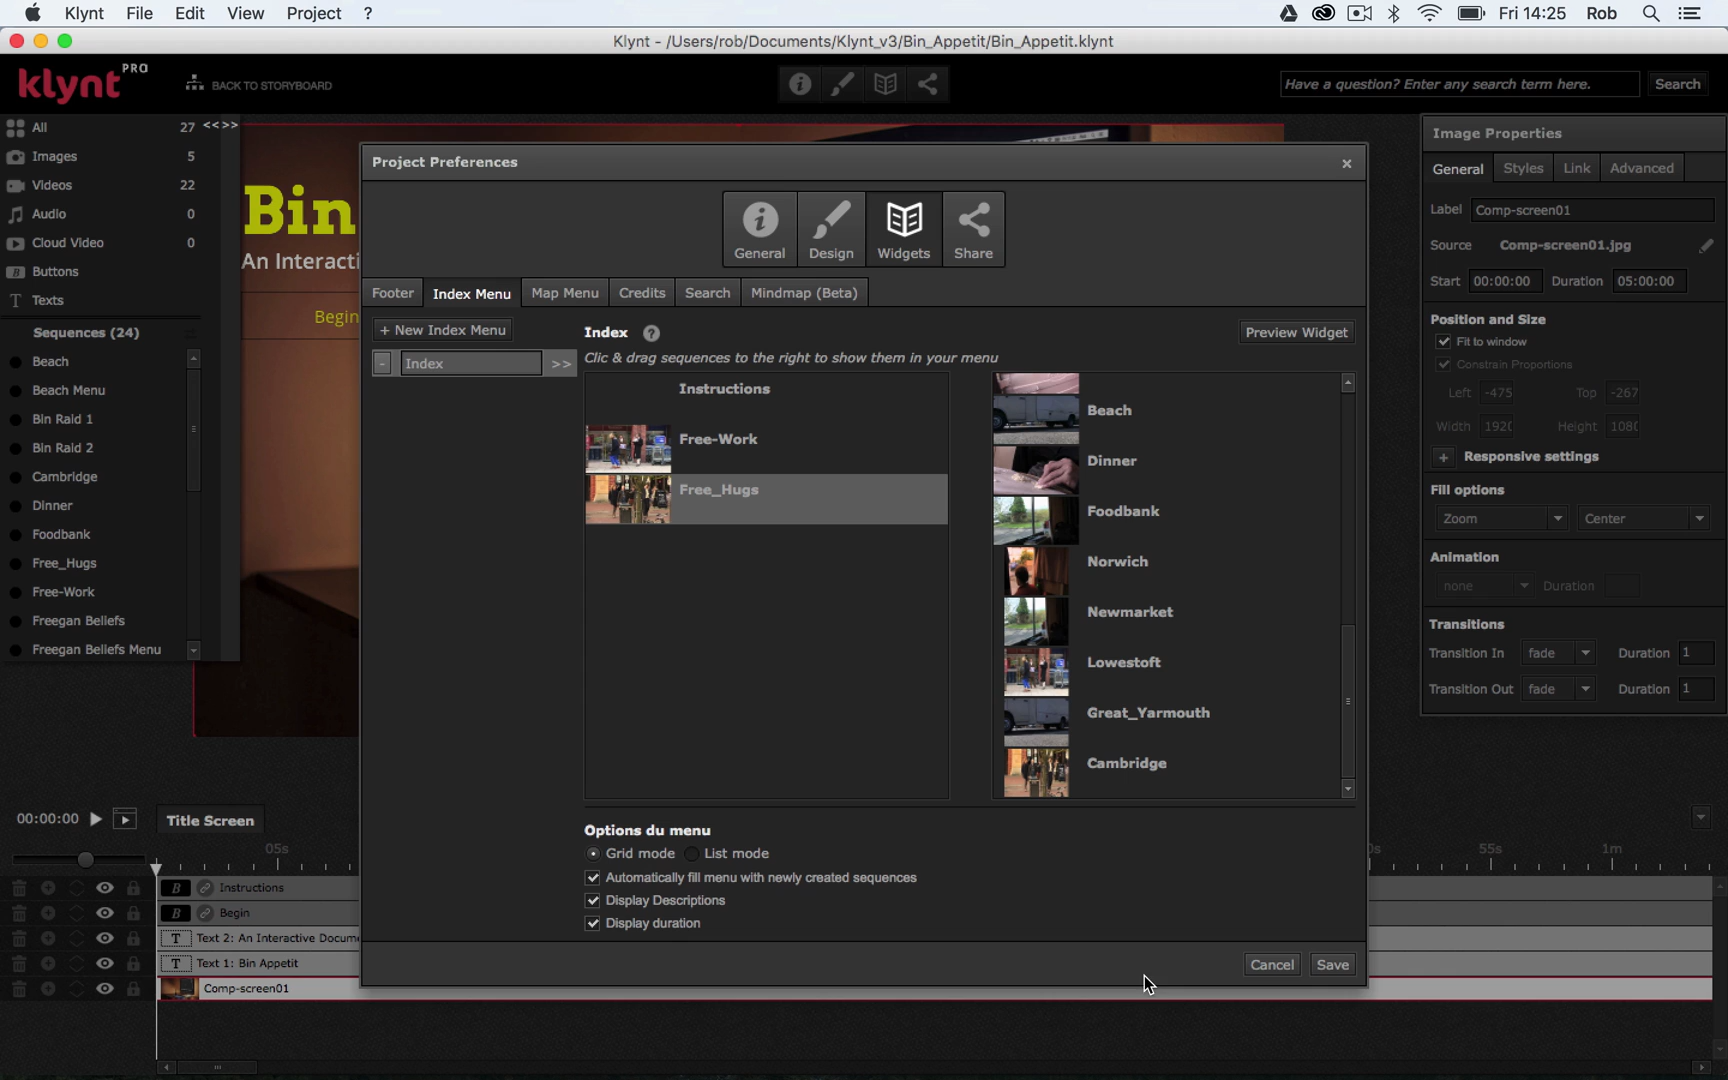 Klynt File Edit View Project ? Fri 14:25 Rob
Klynt - /Users/rob/Documents/Klynt_v3/Bin_Appetit/Bin_Appetit.klynt
klynt PRO BACK TO STORYBOARD Have a question? Enter any search term here. Search
All 27 <<>>
Images 5
Videos 22
Audio 0
Cloud Video 0
Buttons
Texts
Sequences (24)
Beach
Beach Menu
Bin Raid 1
Bin Raid 2
Cambridge
Dinner
Foodbank
Free_Hugs
Free-Work
Freegan Beliefs
Freegan Beliefs Menu
Bin
An Interacti
Begin
Project Preferences
General Design Widgets Share
Footer Index Menu Map Menu Credits Search Mindmap (Beta)
+ New Index Menu
- Index >>
Index ? Preview Widget
Clic & drag sequences to the right to show them in your menu
Instructions
Free-Work
Free_Hugs
Beach
Dinner
Foodbank
Norwich
Newmarket
Lowestoft
Great_Yarmouth
Cambridge
Options du menu
Grid mode List mode
Automatically fill menu with newly created sequences
Display Descriptions
Display duration
Cancel Save
Image Properties
General Styles Link Advanced
Label Comp-screen01
Source Comp-screen01.jpg
Start 00:00:00 Duration 05:00:00
Position and Size
Fit to window
Constrain Proportions
Left -475 Top -267
Width 192( Height 108(
+ Responsive settings
Fill options
Zoom Center
Animation
none Duration
Transitions
Transition In fade Duration 1
Transition Out fade Duration 1
00:00:00 Title Screen
05s 0s 55s 1m
B Instructions
B Begin
T Text 2: An Interactive Docume
T Text 1: Bin Appetit
Comp-screen01